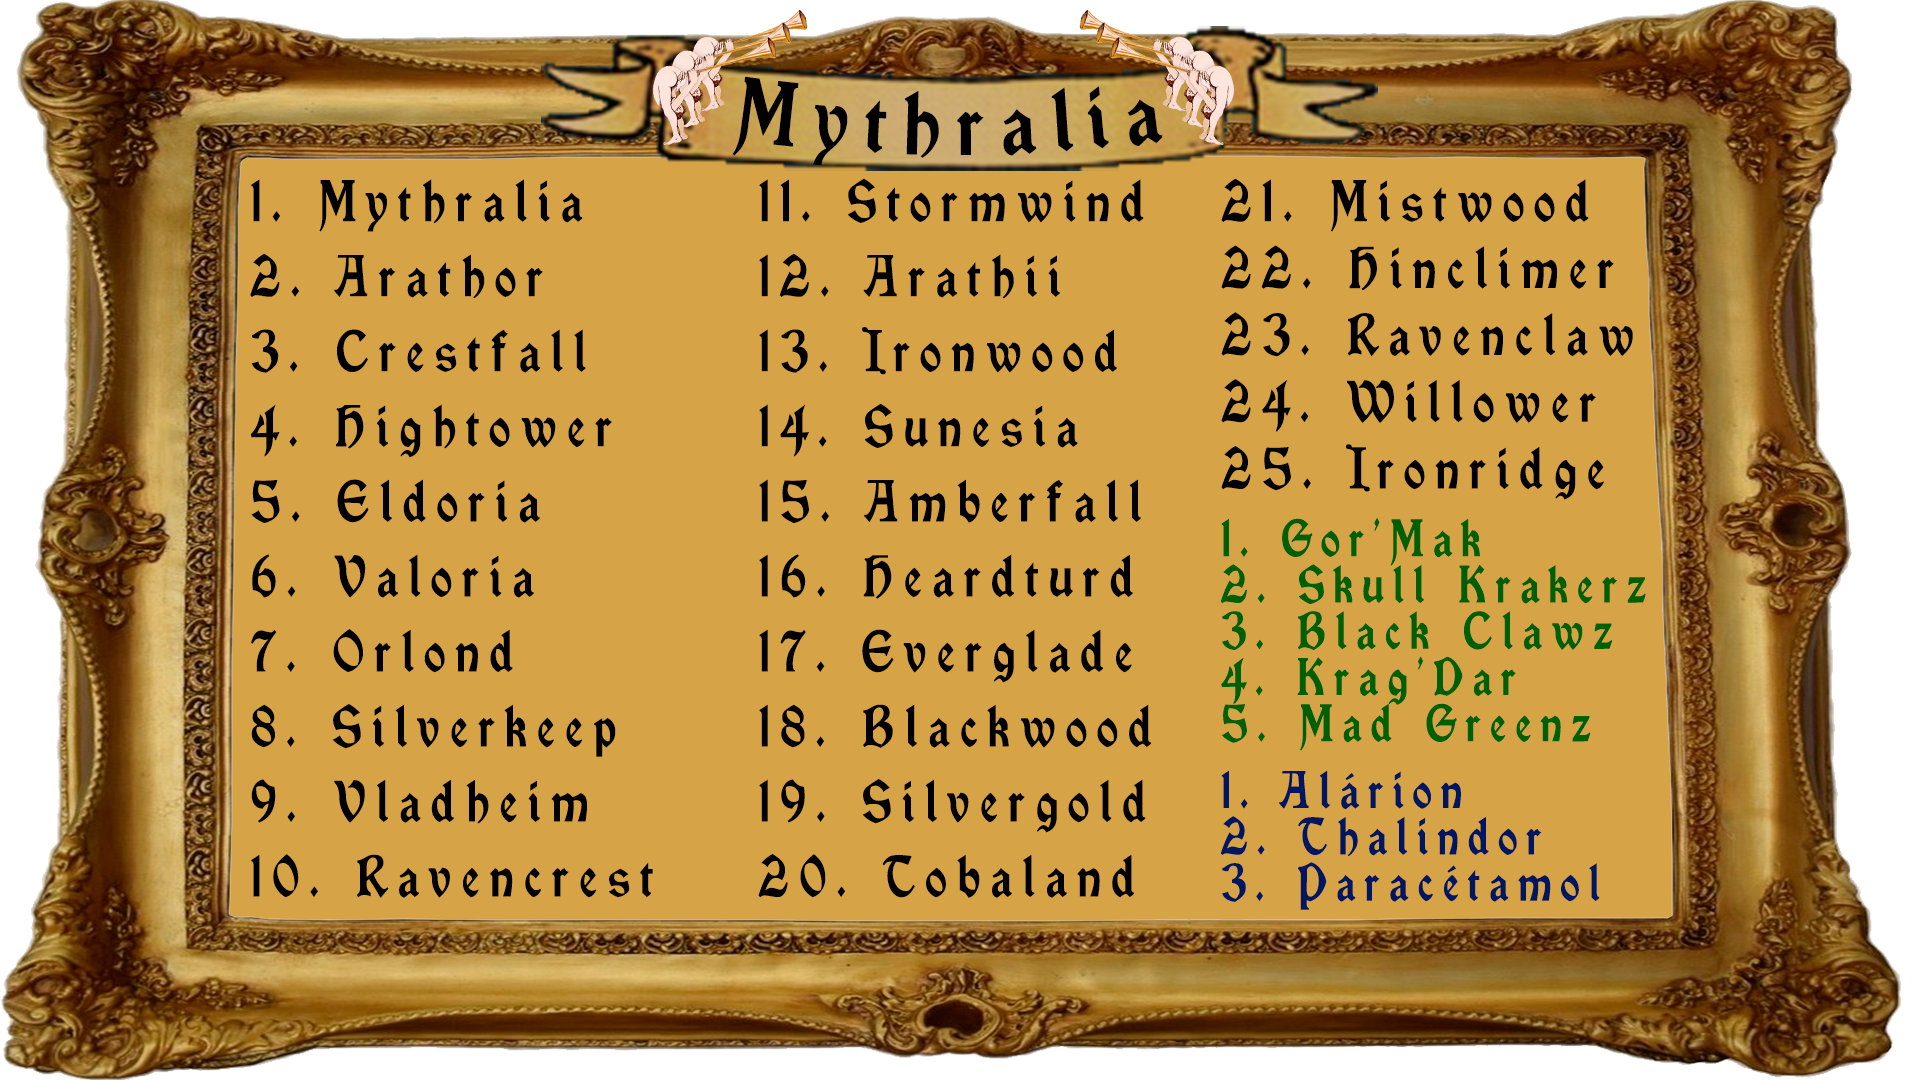 Mythralia
1. Mythralia
2. Arathor
3. Crestfall
4. Hightower
5. Eldoria
6. Valoria
7. Orlond
8. Silverkeep
9. Vladheim
10. Ravencrest
11. Stormwind
12. Arathii
13. Ironwood
14. Sunesia
15. Amberfall
16. Heardturd
17. Everglade
18. Blackwood
19. Silvergold
20. Tobaland
21. Mistwood
22. Hinclimer
23. Ravenclaw
24. Willower
25. Ironridge
1. Gor'Mak
2. Skull Krakerz
3. Black Clawz
4. Krag'Dar
5. Mad Greenz
1. Alárion
2. Thalindor
3. Paracétamol